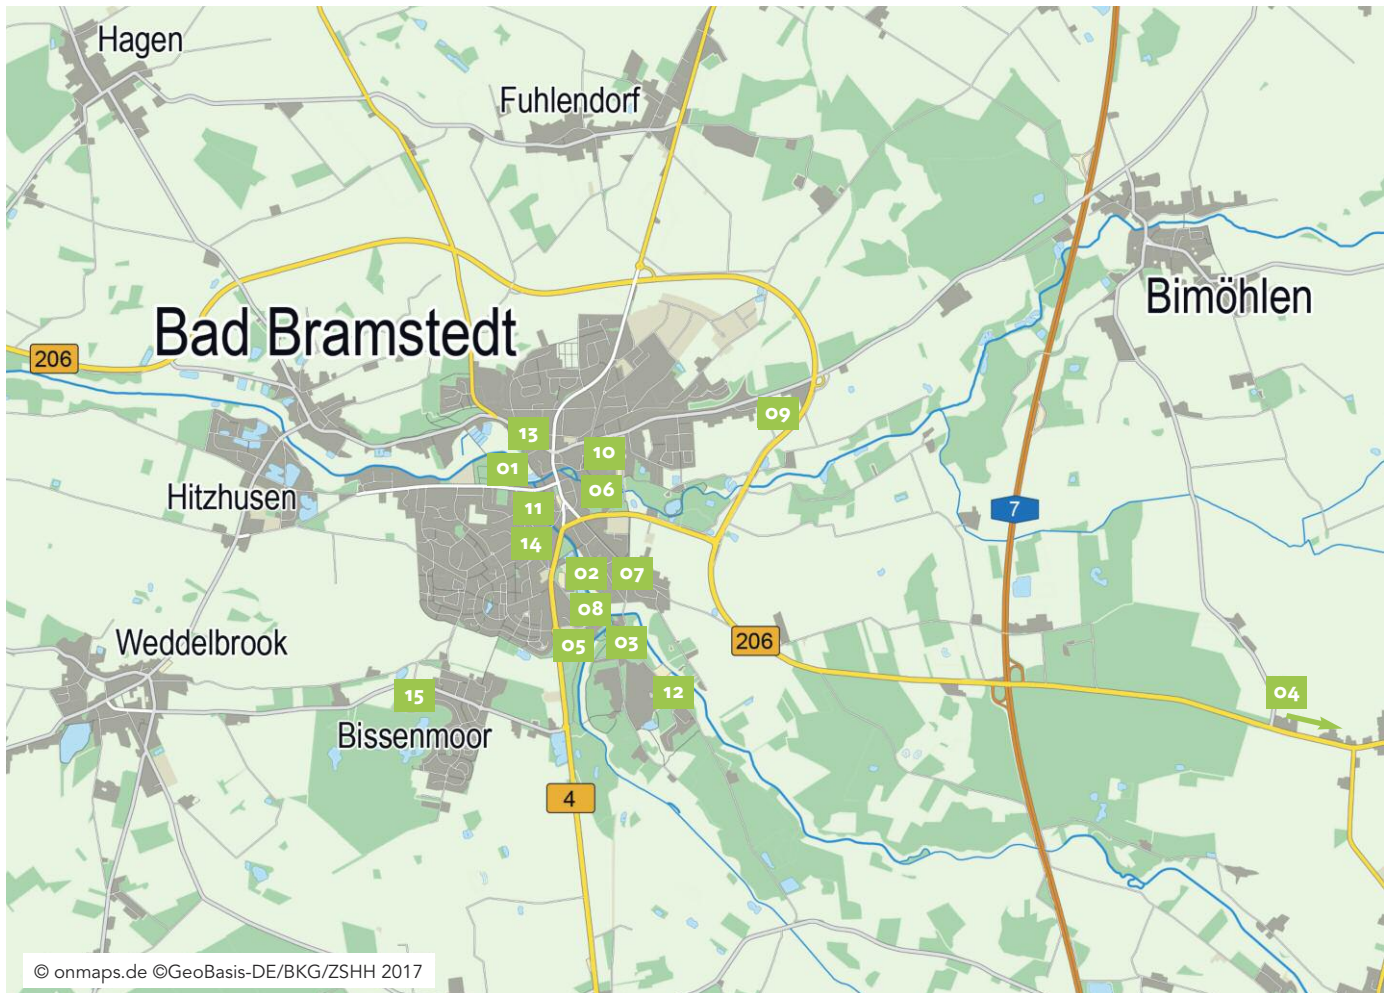 Hagen
Fuhlendorf
Bimöhlen
Bad Bramstedt
206
09
13
10
01
06
Hitzhusen
11
7
14
02
07
08
Weddelbrook
05
03
206
15
12
04
Bissenmoor
4
© onmaps.de ©GeoBasis-DE/BKG/ZSHH 2017